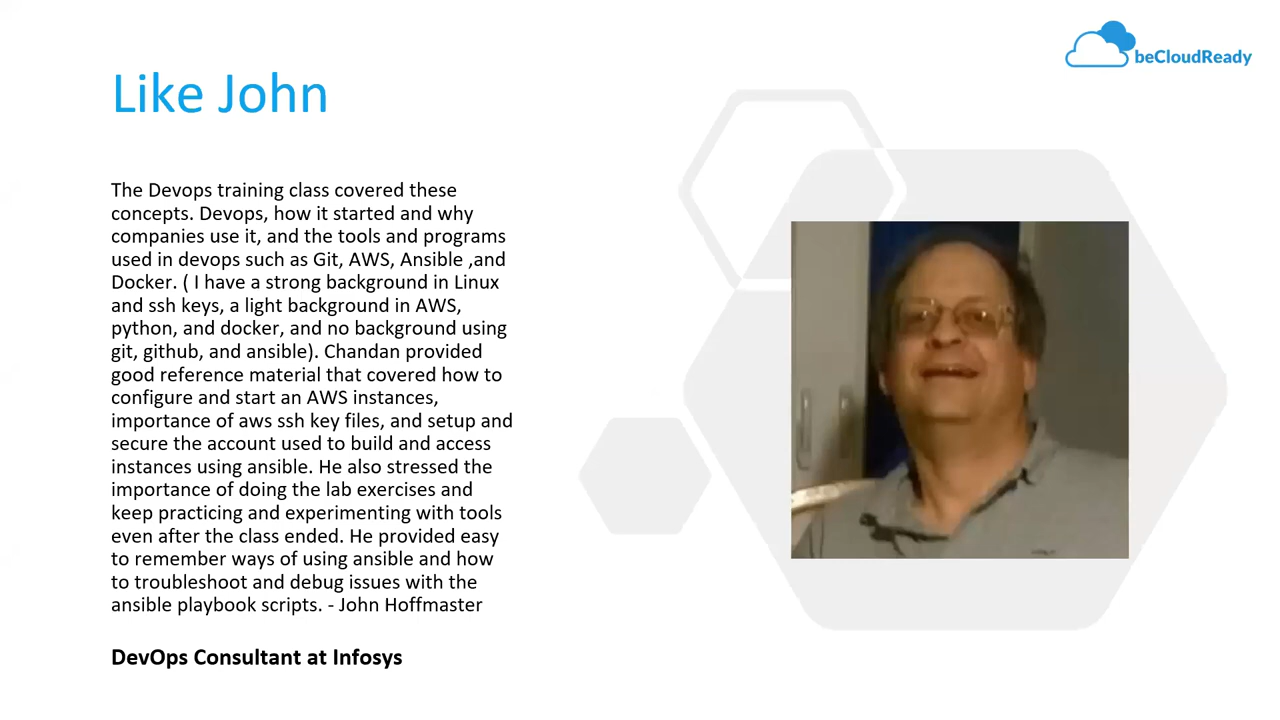 beCloudReady
Like John
The Devops training class covered these
concepts. Devops, how it started and why
companies use it, and the tools and programs
used in devops such as Git, AWS, Ansible ,and
Docker. ( I have a strong background in Linux
and ssh keys, a light background in AWS,
python, and docker, and no background using
git, github, and ansible). Chandan provided
good reference material that covered how to
configure and start an AWS instances,
importance of aws ssh key files, and setup and
secure the account used to build and access
instances using ansible. He also stressed the
importance of doing the lab exercises and
keep practicing and experimenting with tools
even after the class ended. He provided easy
to remember ways of using ansible and how
to troubleshoot and debug issues with the
ansible playbook scripts. - John Hoffmaster
DevOps Consultant at Infosys